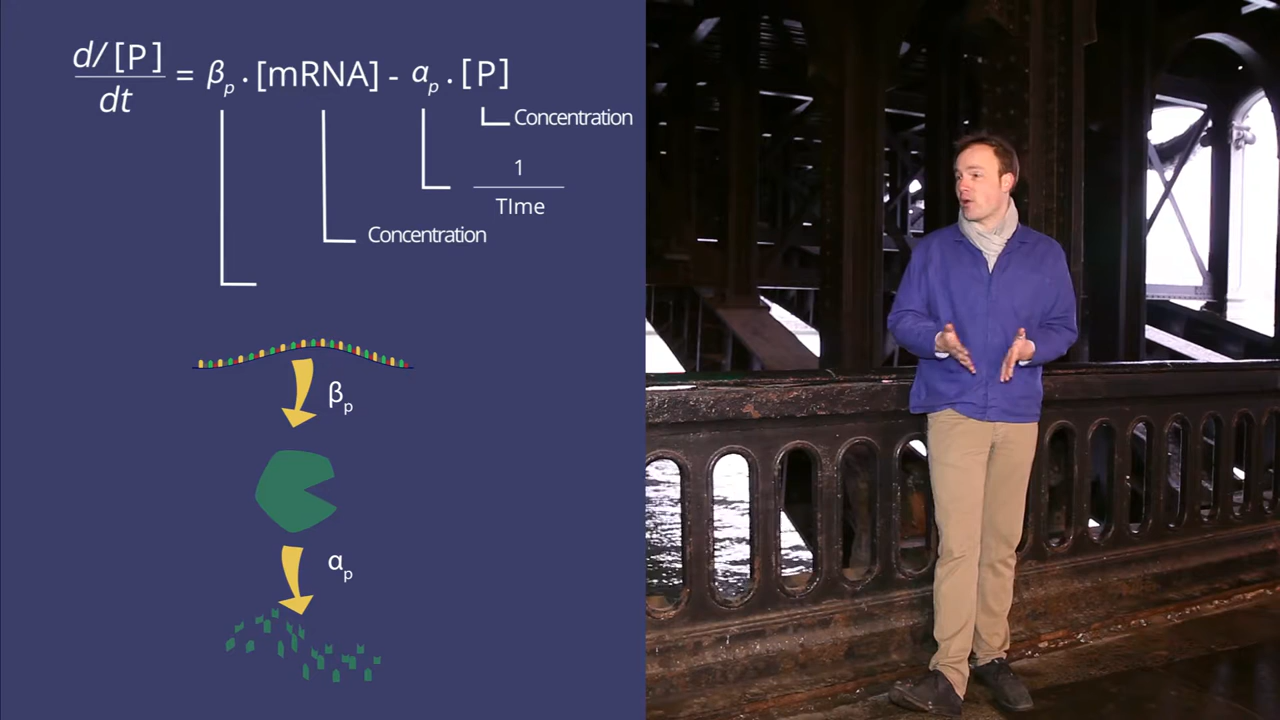 d/[P]
dt
= βp · [mRNA] - αp · [P]
Concentration
1
TIme
Concentration
βp
αp